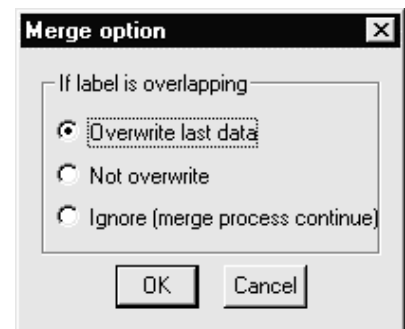 Merge option
If label is overlapping
Overwrite last data
Not overwrite
Ignore (merge process continue)
OK Cancel